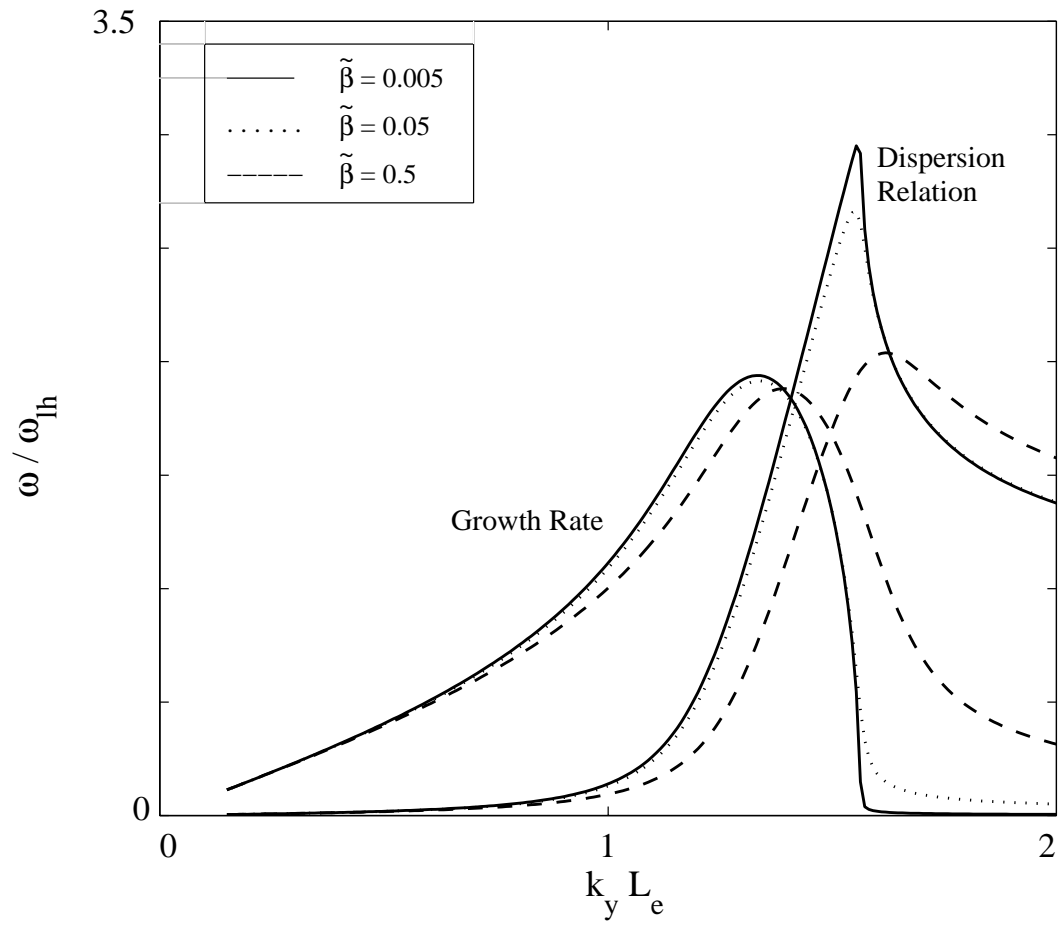 3.5
β̃ = 0.005
β̃ = 0.05
β̃ = 0.5
Dispersion
Relation
ω / ω_lh
Growth Rate
0
0 1 2
k_y L_e